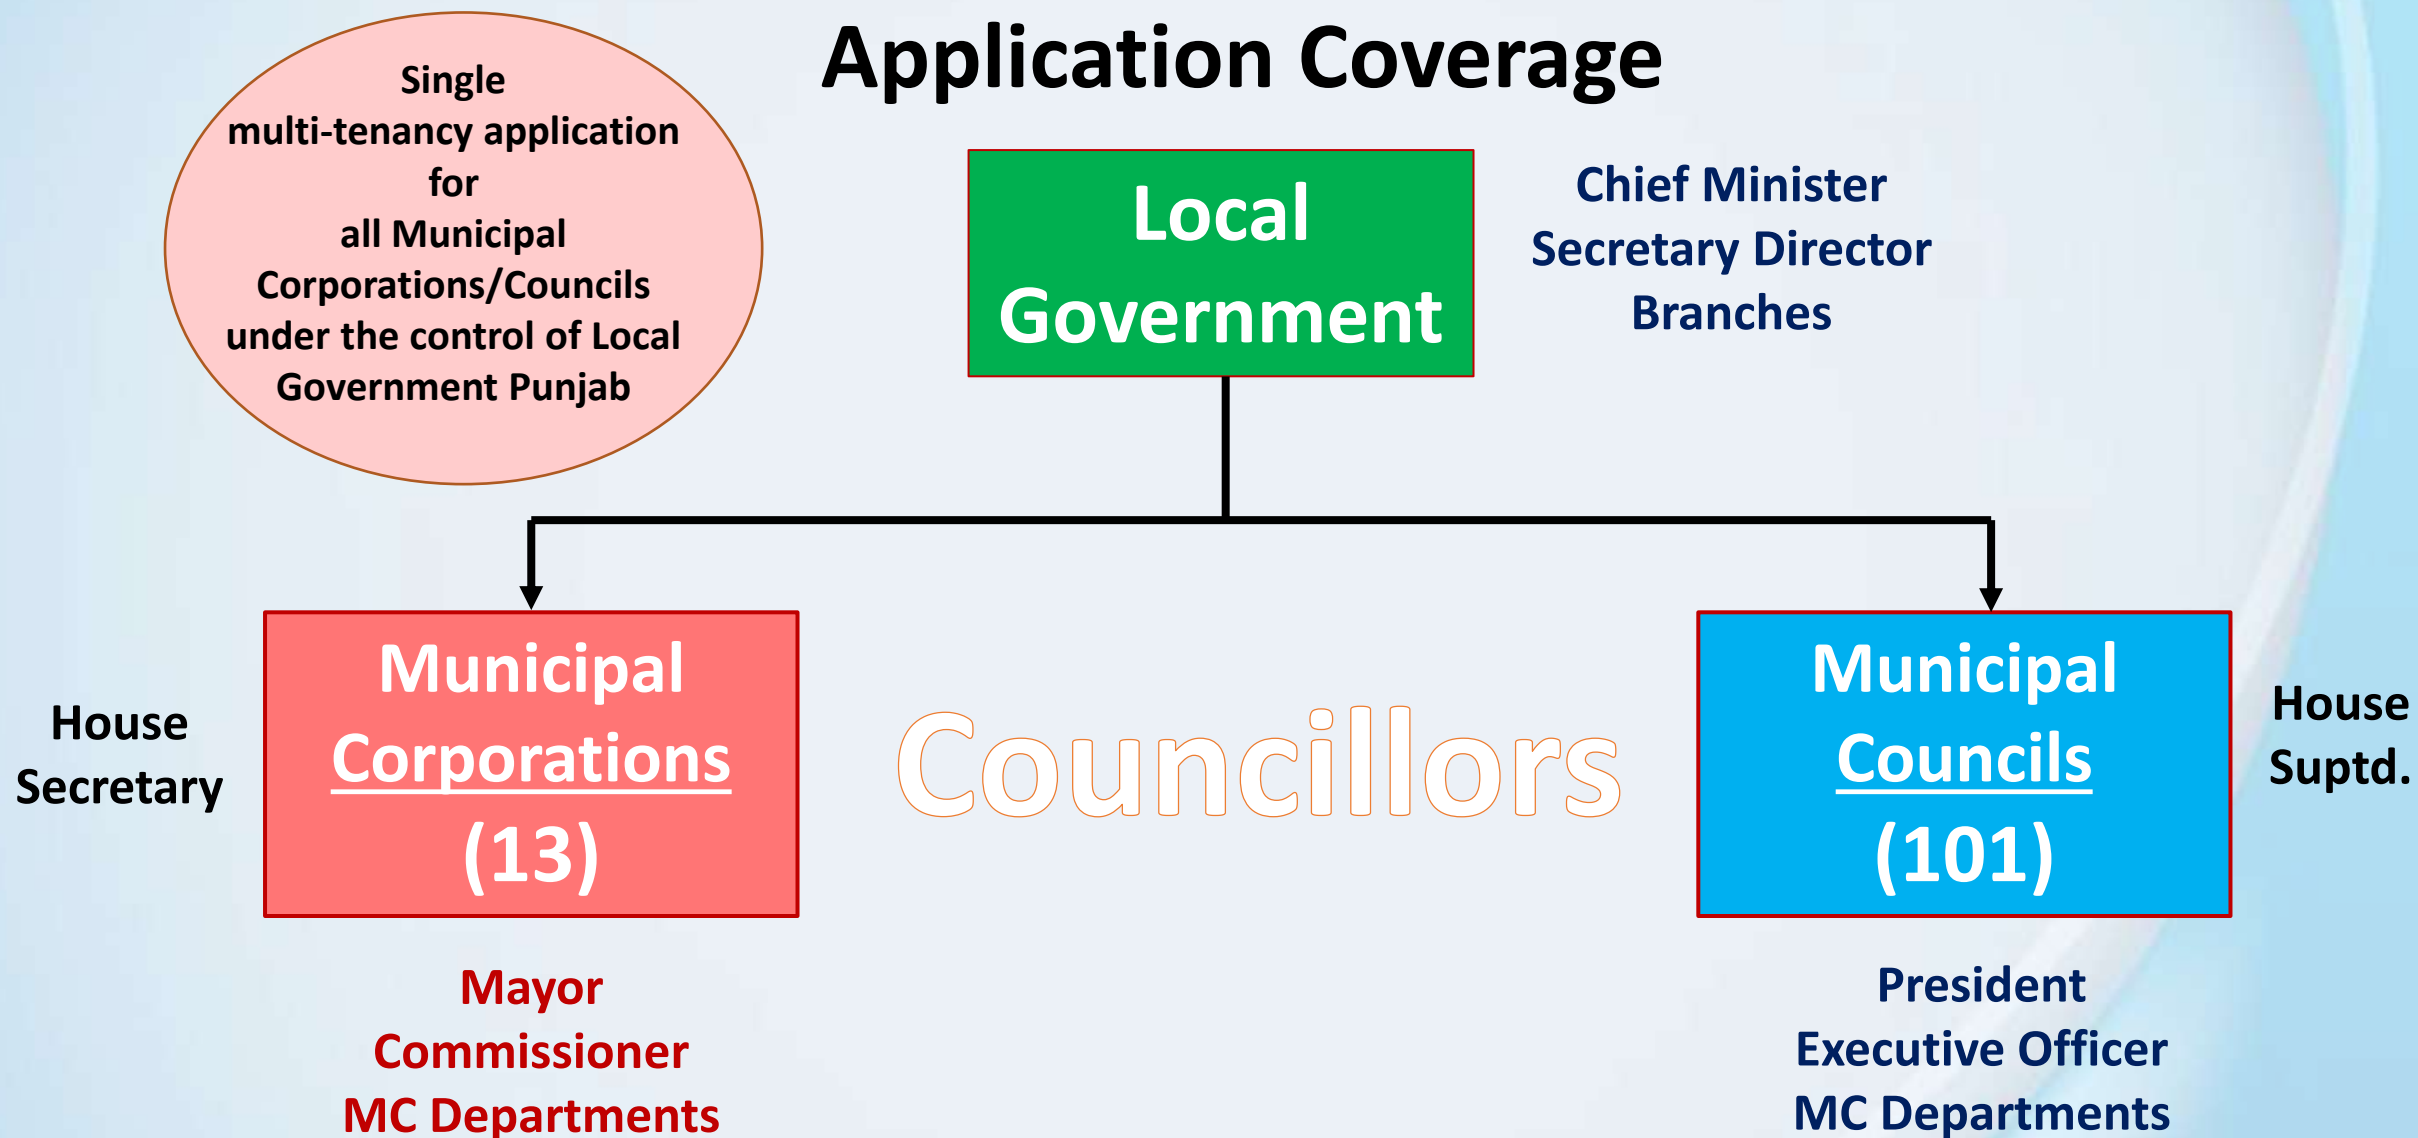 Application Coverage
Single
multi-tenancy application
for
all Municipal
Corporations/Councils
under the control of Local
Government Punjab
Local
Government
Chief Minister
Secretary Director
Branches
House
Secretary
Municipal
Corporations
(13)
Councillors
Municipal
Councils
(101)
House
Suptd.
Mayor
Commissioner
MC Departments
President
Executive Officer
MC Departments